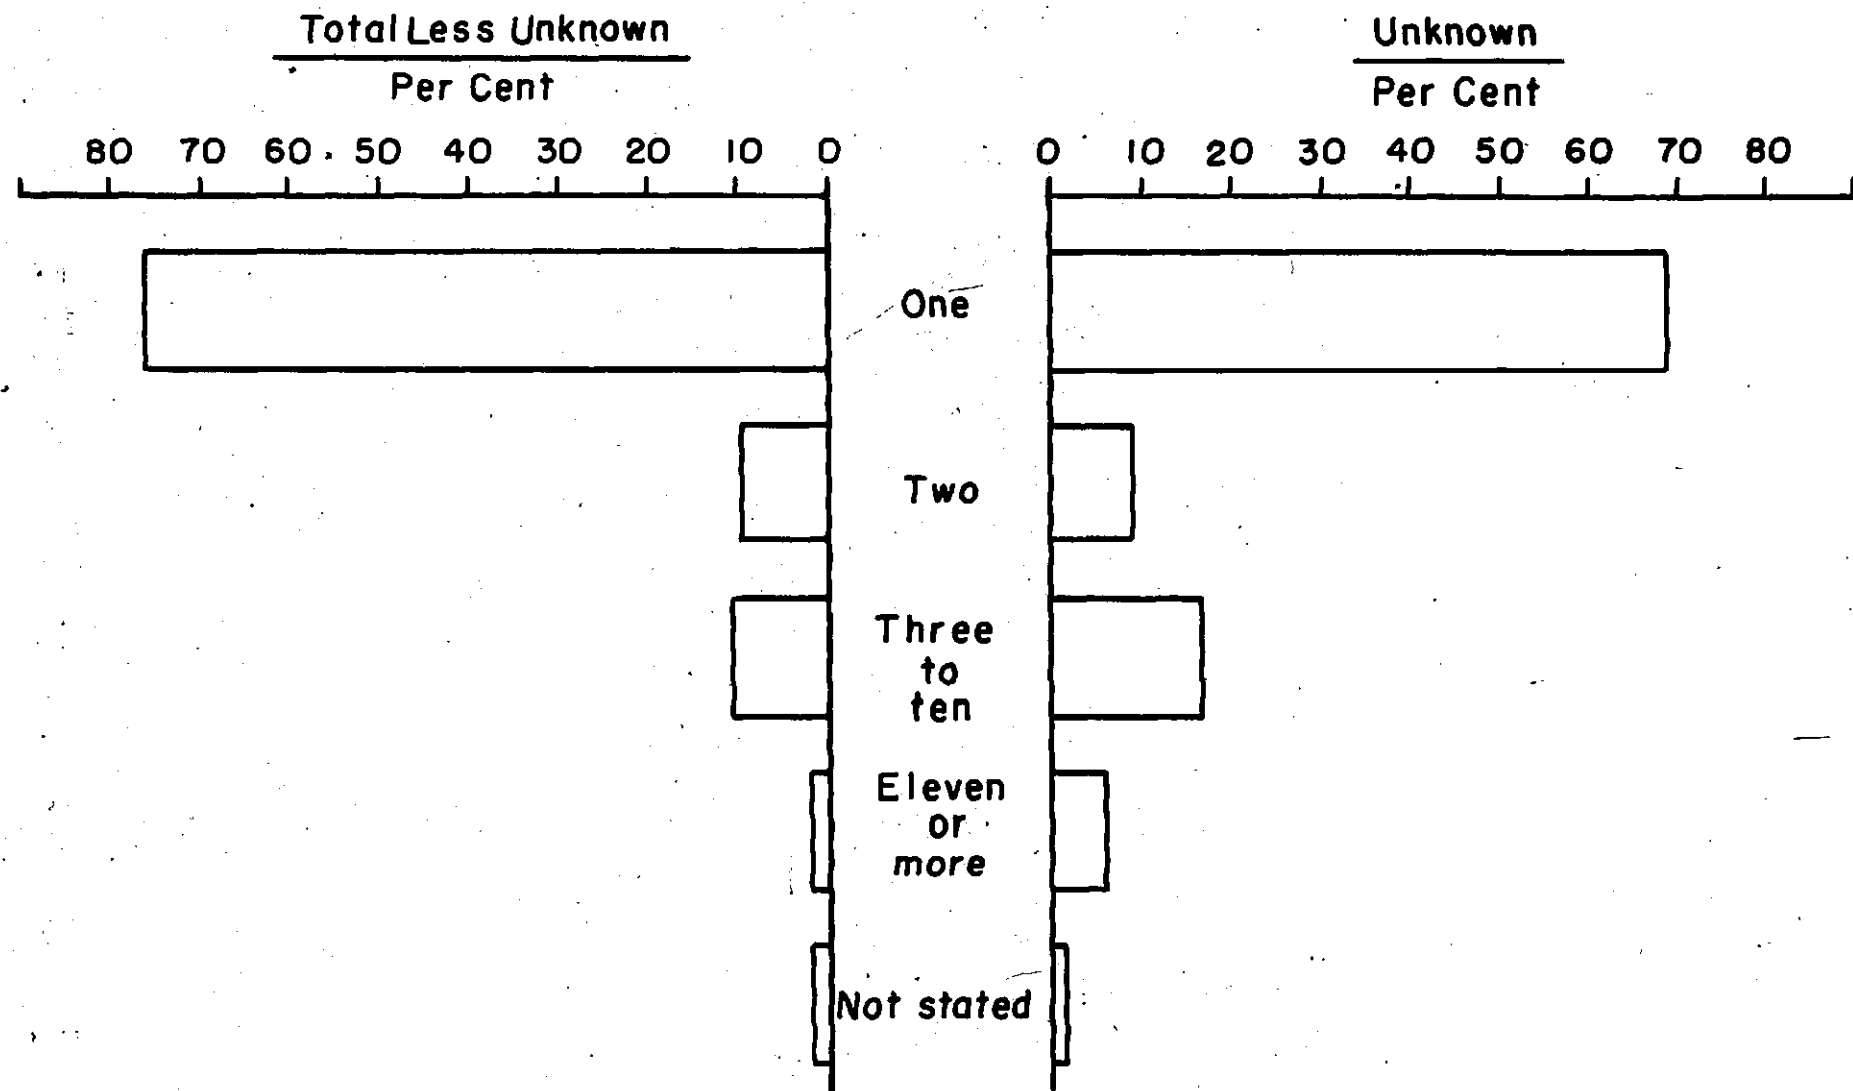 Total Less Unknown
Per Cent
80 70 60 50 40 30 20 10 0
Unknown
Per Cent
0 10 20 30 40 50 60 70 80
One
Two
Three
to
ten
Eleven
or
more
Not stated